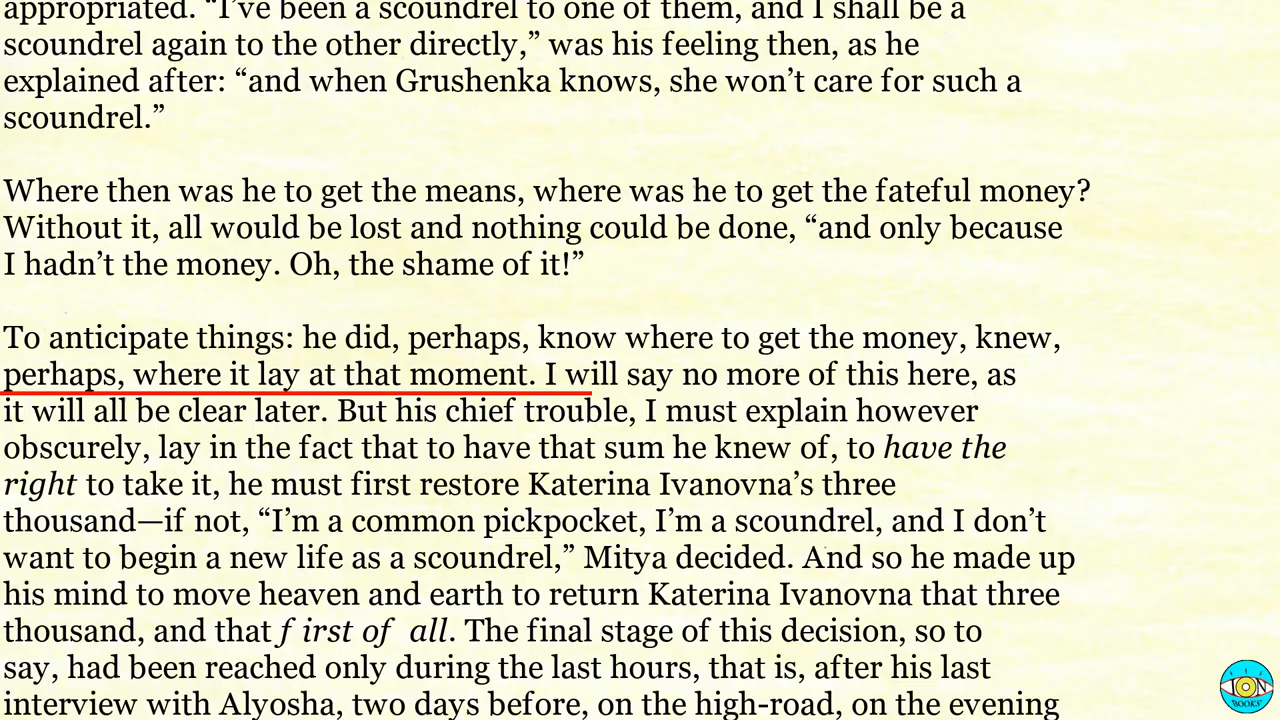 appropriated. “I’ve been a scoundrel to one of them, and I shall be a
scoundrel again to the other directly,” was his feeling then, as he
explained after: “and when Grushenka knows, she won’t care for such a
scoundrel.”
Where then was he to get the means, where was he to get the fateful money?
Without it, all would be lost and nothing could be done, “and only because
I hadn’t the money. Oh, the shame of it!”
To anticipate things: he did, perhaps, know where to get the money, knew,
perhaps, where it lay at that moment. I will say no more of this here, as
it will all be clear later. But his chief trouble, I must explain however
obscurely, lay in the fact that to have that sum he knew of, to have the
right to take it, he must first restore Katerina Ivanovna’s three
thousand—if not, “I’m a common pickpocket, I’m a scoundrel, and I don’t
want to begin a new life as a scoundrel,” Mitya decided. And so he made up
his mind to move heaven and earth to return Katerina Ivanovna that three
thousand, and that f irst of all. The final stage of this decision, so to
say, had been reached only during the last hours, that is, after his last
interview with Alyosha, two days before, on the high-road, on the evening
ION
BOOKS